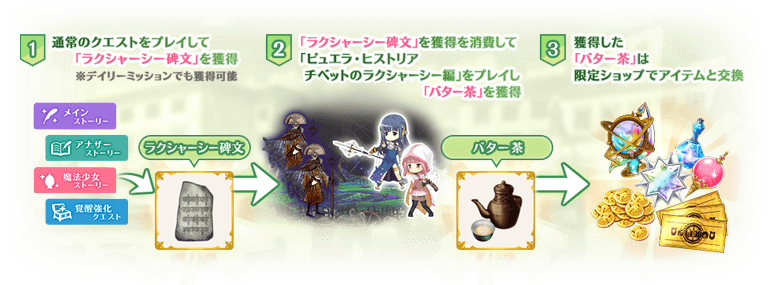 1
通常のクエストをプレイして
「ラクシャーシー碑文」を獲得
※デイリーミッションでも獲得可能
メイン
ストーリー
アナザー
ストーリー
魔法少女
ストーリー
覚醒強化
クエスト
ラクシャーシー碑文
2
「ラクシャーシー碑文」を獲得を消費して
「ピュエラ・ヒストリア
チベットのラクシャーシー編」をプレイし
「バター茶」を獲得
バター茶
3
獲得した
「バター茶」は
限定ショップでアイテムと交換